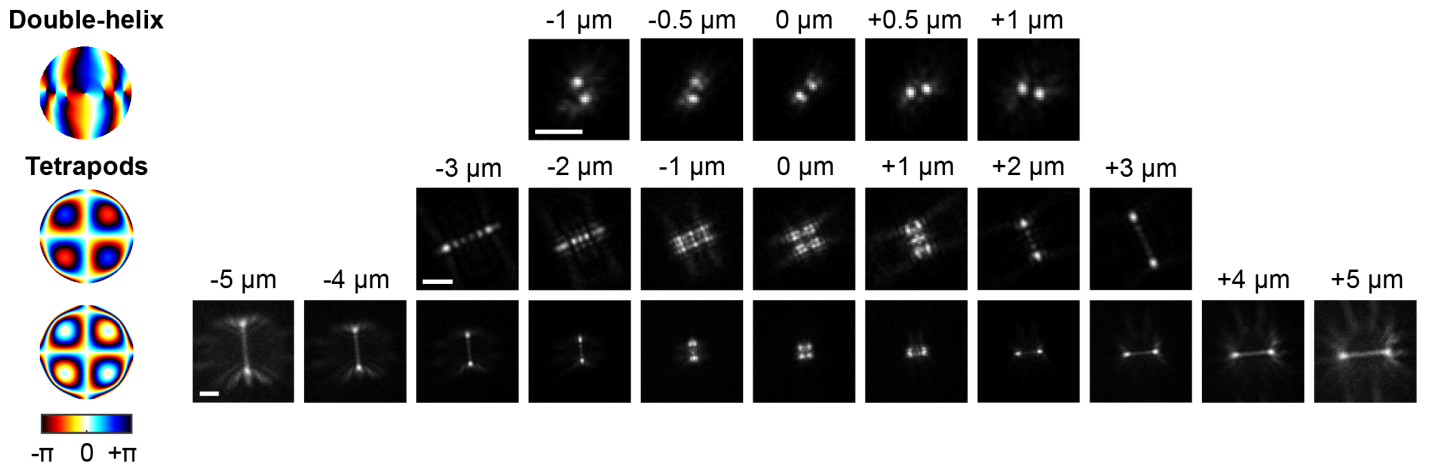 Double-helix
-1 µm -0.5 µm 0 µm +0.5 µm +1 µm
Tetrapods
-3 µm -2 µm -1 µm 0 µm +1 µm +2 µm +3 µm
-5 µm -4 µm +4 µm +5 µm
-π 0 +π